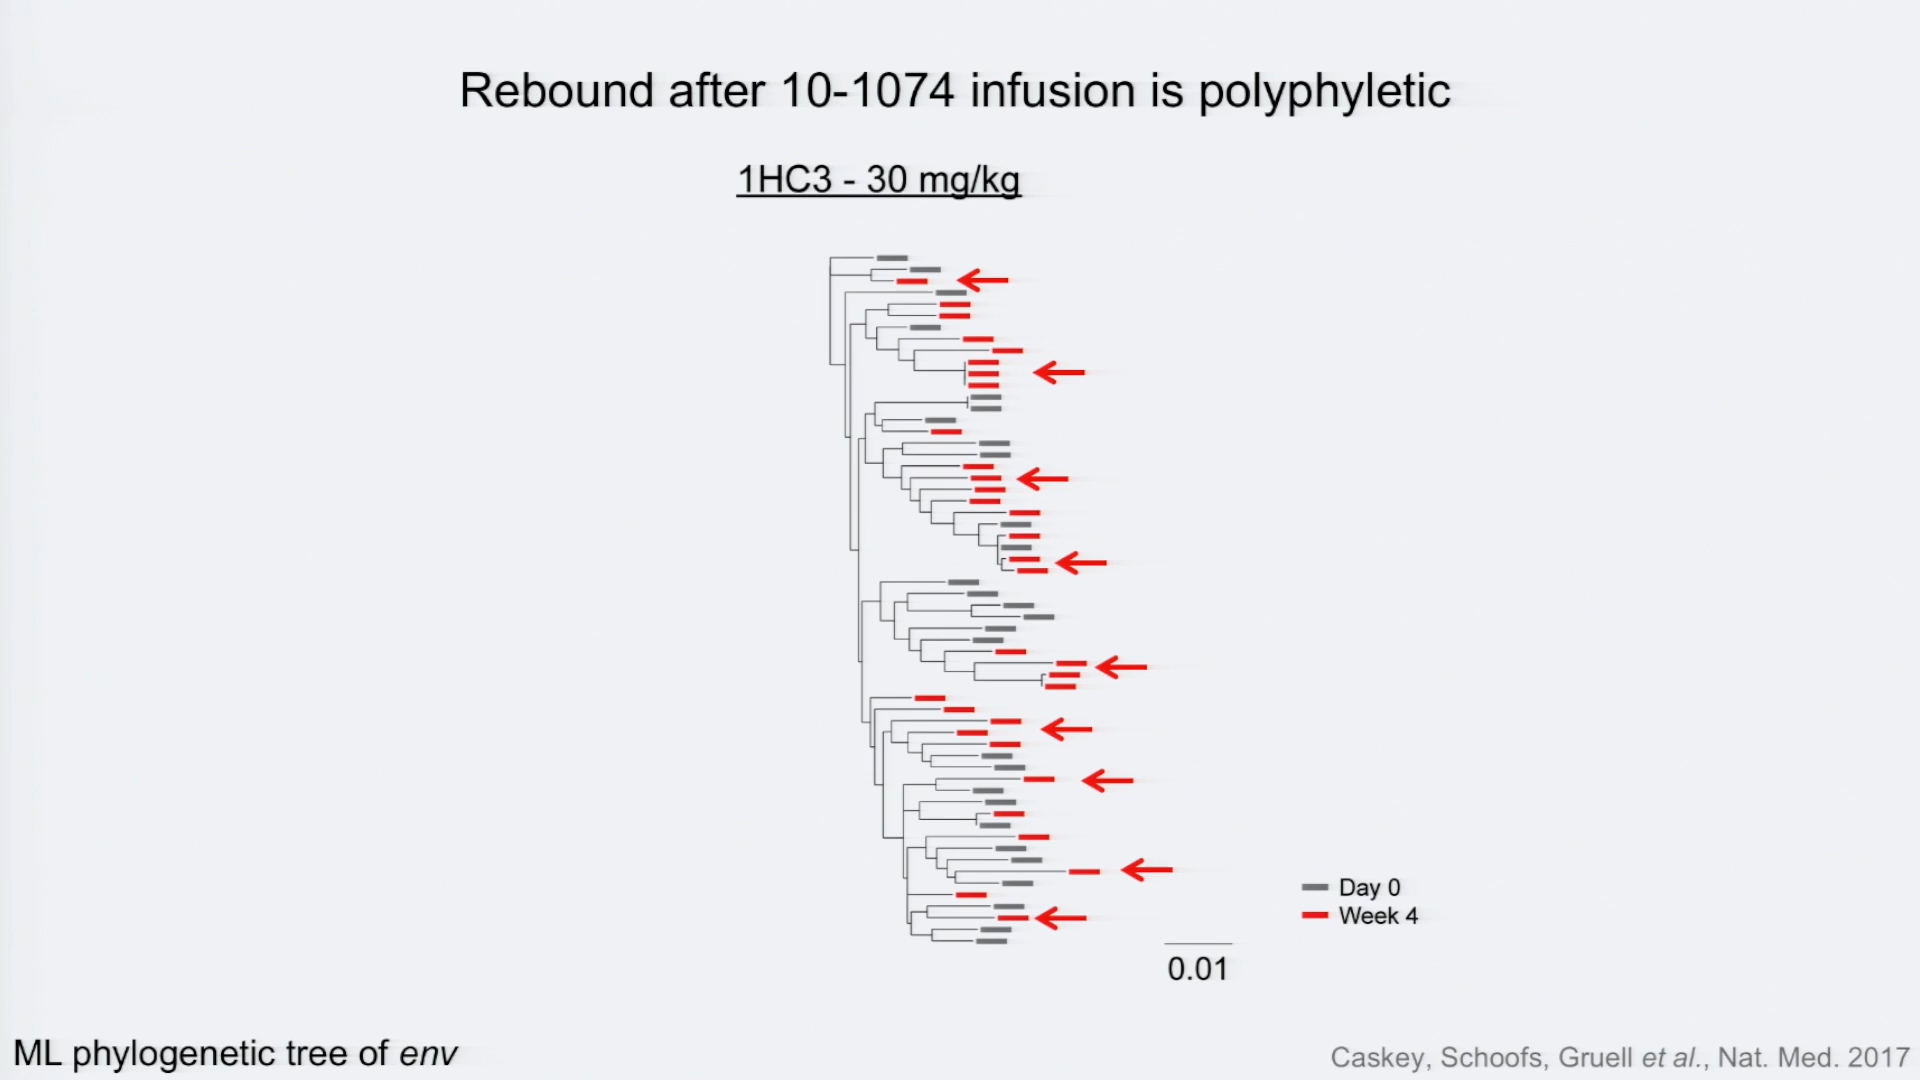 Rebound after 10-1074 infusion is polyphyletic
1HC3 - 30 mg/kg
Day 0
Week 4
0.01
ML phylogenetic tree of env
Caskey, Schoofs, Gruell et al., Nat. Med. 2017